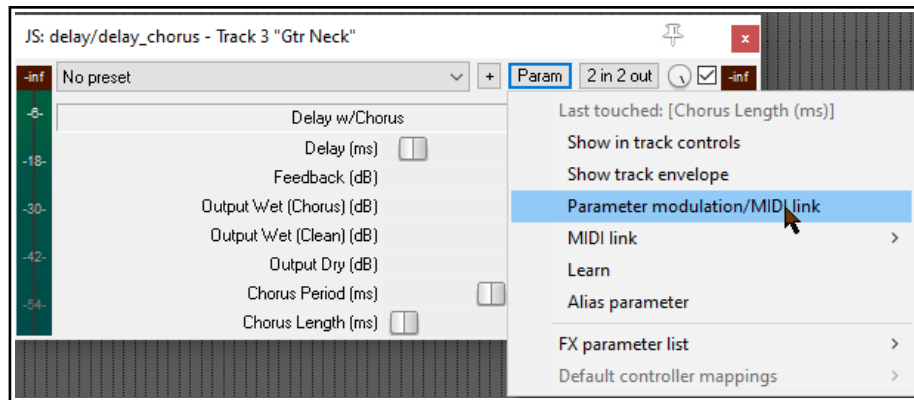 JS: delay/delay_chorus - Track 3 "Gtr Neck"
x
-inf No preset + Param 2 in 2 out -inf
-6-
-18-
-30-
-42-
-54-
Delay w/Chorus
Delay (ms)
Feedback (dB)
Output Wet (Chorus) (dB)
Output Wet (Clean) (dB)
Output Dry (dB)
Chorus Period (ms)
Chorus Length (ms)
Last touched: [Chorus Length (ms)]
Show in track controls
Show track envelope
Parameter modulation/MIDI link
MIDI link >
Learn
Alias parameter
FX parameter list >
Default controller mappings >